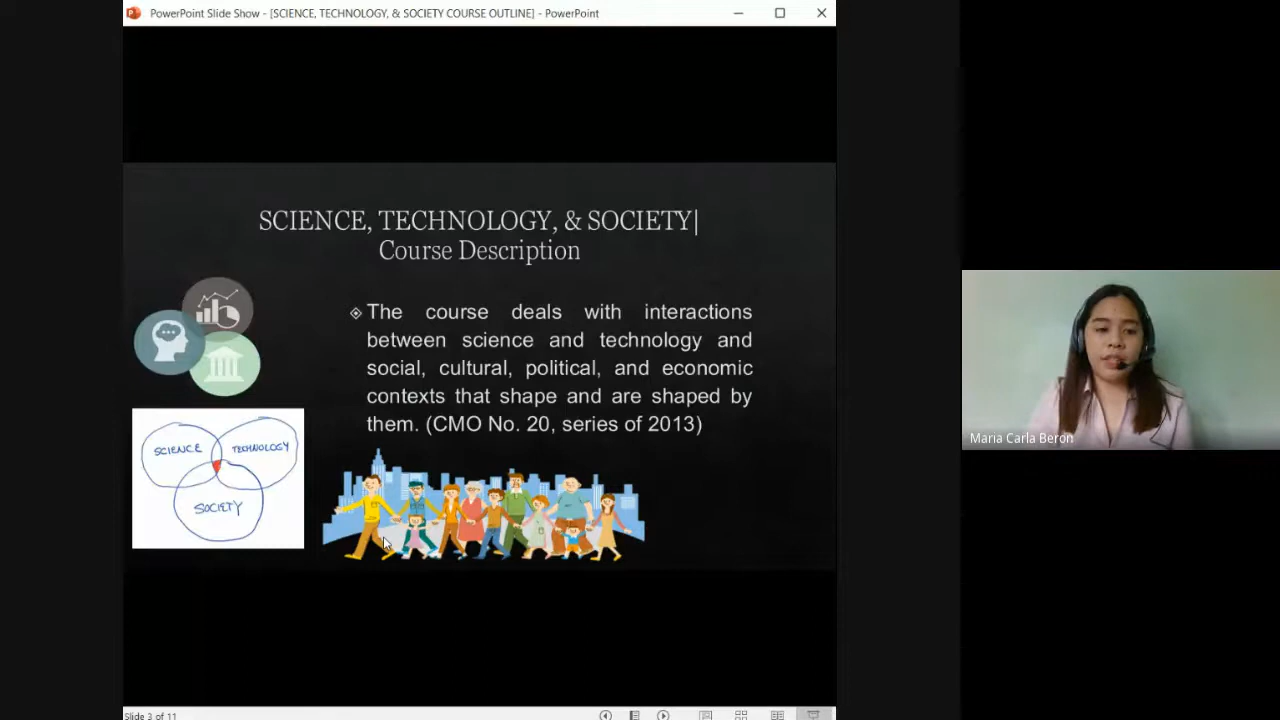 PowerPoint Slide Show - [SCIENCE, TECHNOLOGY, & SOCIETY COURSE OUTLINE] - PowerPoint
SCIENCE, TECHNOLOGY, & SOCIETY|
Course Description
The course deals with interactions
between science and technology and
social, cultural, political, and economic
contexts that shape and are shaped by
them. (CMO No. 20, series of 2013)
SCIENCE
TECHNOLOGY
SOCIETY
Maria Carla Beron
Slide 3 of 11